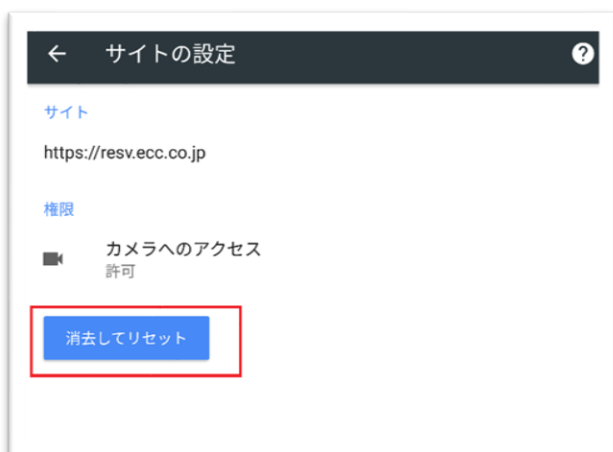 サイトの設定
サイト
https://resv.ecc.co.jp
権限
カメラへのアクセス
許可
消去してリセット